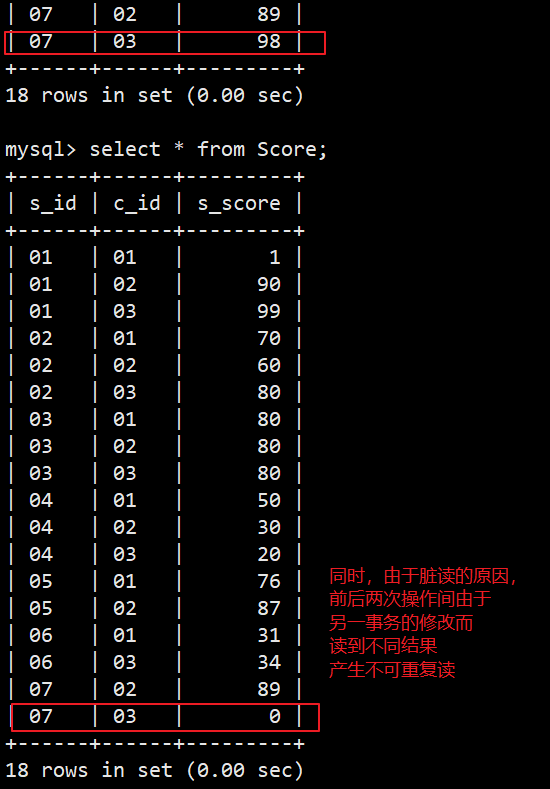 | 07   | 02   |      89 |
| 07   | 03   |      98 |
+------+------+---------+
18 rows in set (0.00 sec)
mysql> select * from Score;
+------+------+---------+
| s_id | c_id | s_score |
+------+------+---------+
| 01   | 01   |       1 |
| 01   | 02   |      90 |
| 01   | 03   |      99 |
| 02   | 01   |      70 |
| 02   | 02   |      60 |
| 02   | 03   |      80 |
| 03   | 01   |      80 |
| 03   | 02   |      80 |
| 03   | 03   |      80 |
| 04   | 01   |      50 |
| 04   | 02   |      30 |
| 04   | 03   |      20 |
| 05   | 01   |      76 |
| 05   | 02   |      87 |
| 06   | 01   |      31 |
| 06   | 03   |      34 |
| 07   | 02   |      89 |
| 07   | 03   |       0 |
+------+------+---------+
18 rows in set (0.00 sec)
同时，由于脏读的原因，
前后两次操作间由于
另一事务的修改而
读到不同结果
产生不可重复读